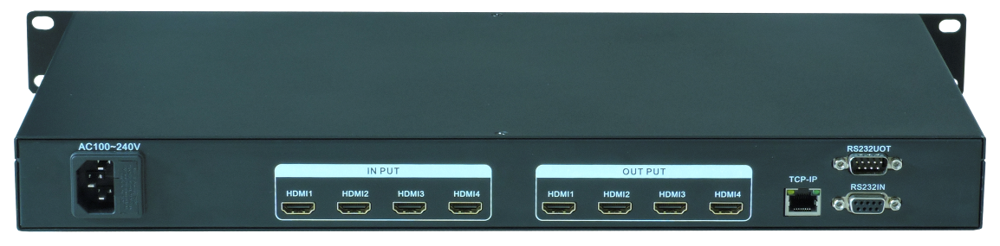 AC100~240V
IN PUT
HDMI1 HDMI2 HDMI3 HDMI4
OUT PUT
HDMI1 HDMI2 HDMI3 HDMI4
TCP-IP
RS232UOT
RS232IN